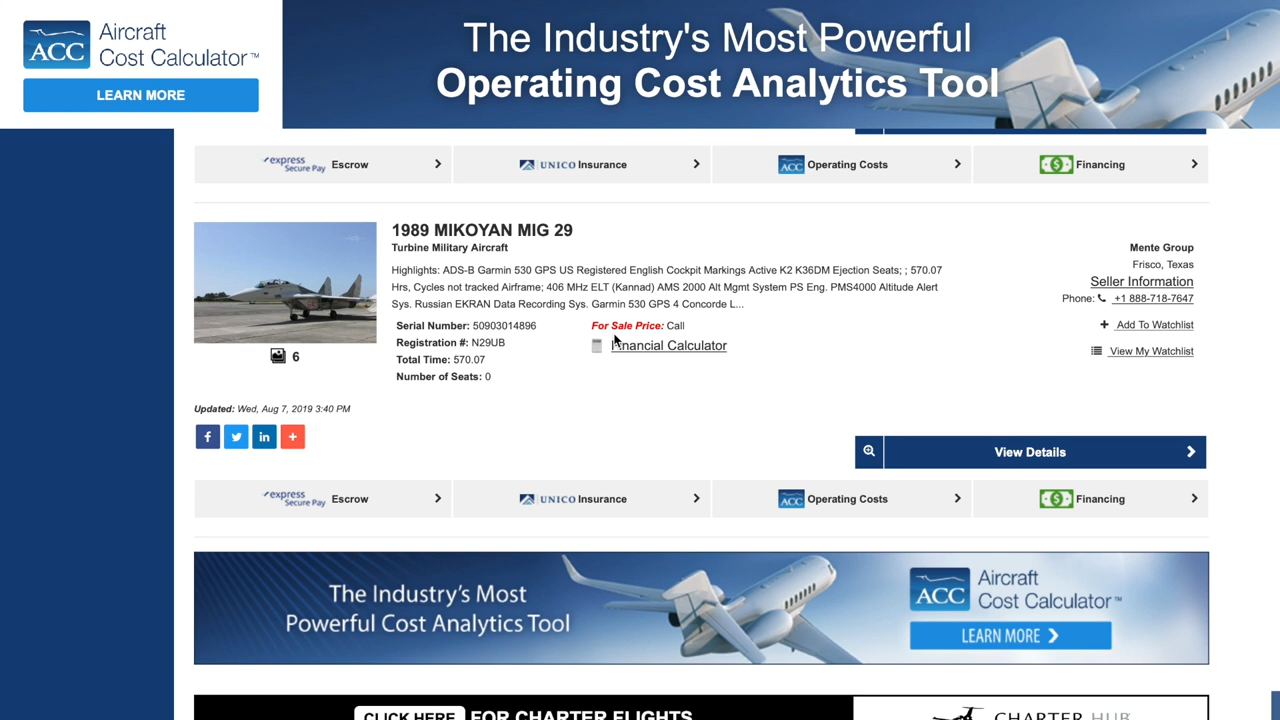 ACC
Aircraft
Cost Calculator™
LEARN MORE
The Industry's Most Powerful
Operating Cost Analytics Tool
express
Secure Pay Escrow
UNICO Insurance
ACC Operating Costs
$ Financing
1989 MIKOYAN MIG 29
Turbine Military Aircraft
Highlights: ADS-B Garmin 530 GPS US Registered English Cockpit Markings Active K2 K36DM Ejection Seats; ; 570.07
Hrs, Cycles not tracked Airframe; 406 MHz ELT (Kannad) AMS 2000 Alt Mgmt System PS Eng. PMS4000 Altitude Alert
Sys. Russian EKRAN Data Recording Sys. Garmin 530 GPS 4 Concorde L...
Serial Number: 50903014896
Registration #: N29UB
Total Time: 570.07
Number of Seats: 0
For Sale Price: Call
Financial Calculator
Mente Group
Frisco, Texas
Seller Information
Phone: +1 888-718-7647
+ Add To Watchlist
View My Watchlist
6
Updated: Wed, Aug 7, 2019 3:40 PM
f
in
+
View Details
express
Secure Pay Escrow
UNICO Insurance
ACC Operating Costs
$ Financing
The Industry's Most
Powerful Cost Analytics Tool
ACC
Aircraft
Cost Calculator™
LEARN MORE
CLICK HERE FOR CHARTER FLIGHTS
CHARTER HUB